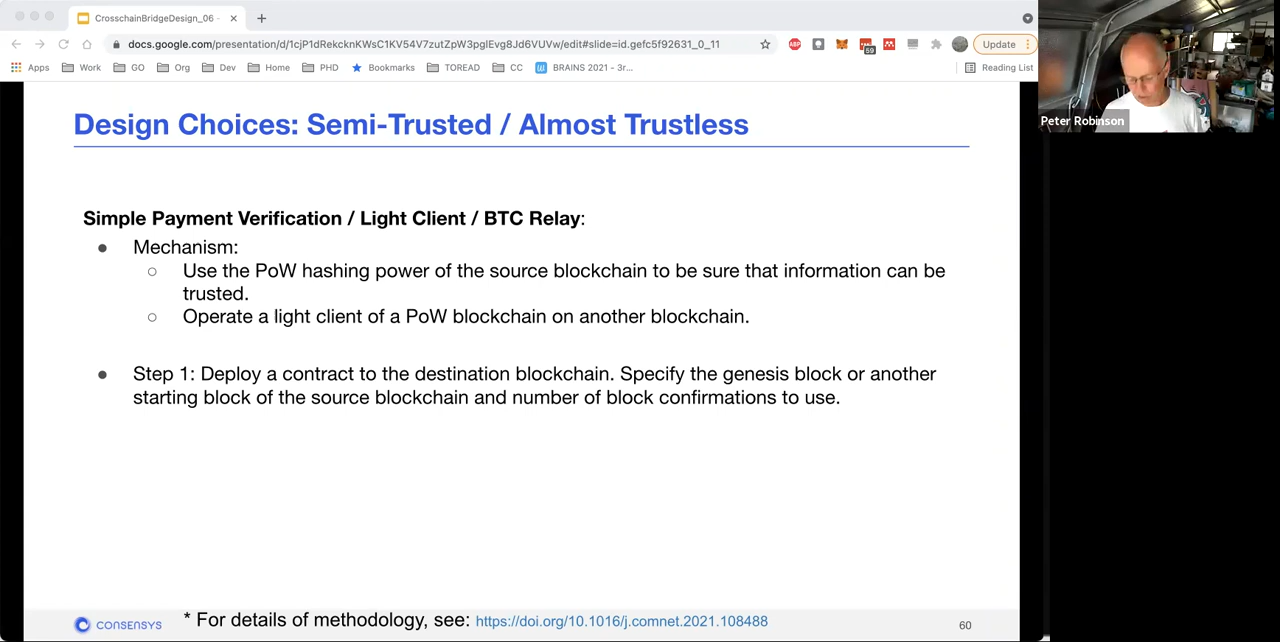 CrosschainBridgeDesign_06 -
docs.google.com/presentation/d/1cjP1dRekcknKWsC1KV54V7zutZpW3pglEvg8Jd6VUVw/edit#slide=id.gefc5f92631_0_11
ABP
59
Update
Apps Work GO Org Dev Home PHD Bookmarks TOREAD CC BRAINS 2021 - 3r... Reading List
Peter Robinson
Design Choices: Semi-Trusted / Almost Trustless
Simple Payment Verification / Light Client / BTC Relay:
Mechanism:
Use the PoW hashing power of the source blockchain to be sure that information can be
trusted.
Operate a light client of a PoW blockchain on another blockchain.
Step 1: Deploy a contract to the destination blockchain. Specify the genesis block or another
starting block of the source blockchain and number of block confirmations to use.
CONSENSYS
* For details of methodology, see: https://doi.org/10.1016/j.comnet.2021.108488
60